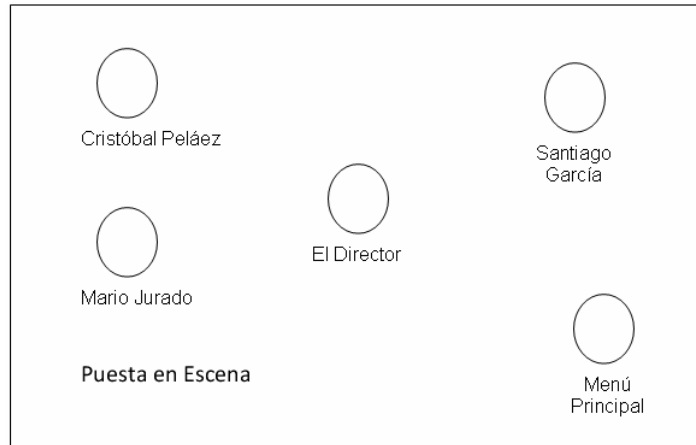 Cristóbal Peláez
Santiago
García
El Director
Mario Jurado
Puesta en Escena
Menú
Principal